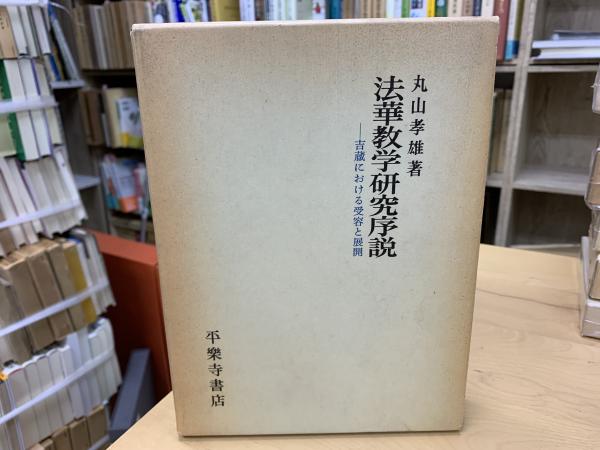 丸山孝雄著
法華教学研究序説
―吉蔵における受容と展開
平樂寺書店